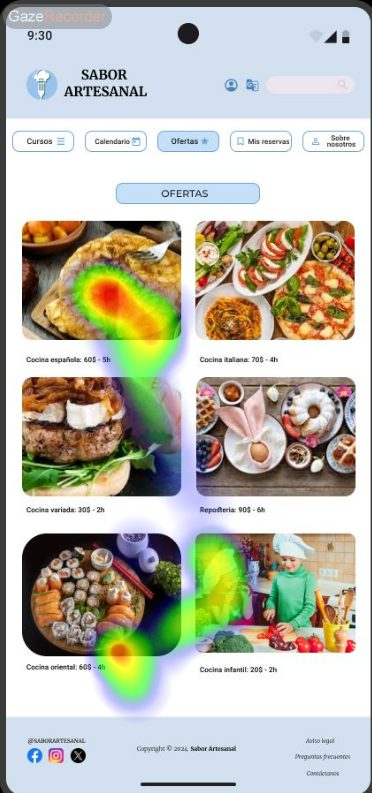 GazeRecorder
9:30
SABOR
ARTESANAL
Cursos
Calendario
Ofertas
Mis reservas
Sobre
nosotros
OFERTAS
Cocina española: 60$ - 5h
Cocina italiana: 70$ - 4h
Cocina variada: 30$ - 2h
Repostería: 90$ - 6h
Cocina oriental: 60$ - 4h
Cocina infantil: 20$ - 2h
@SABORARTESANAL
Copyright © 2024, Sabor Artesanal
Aviso legal
Preguntas frecuentes
Contáctanos